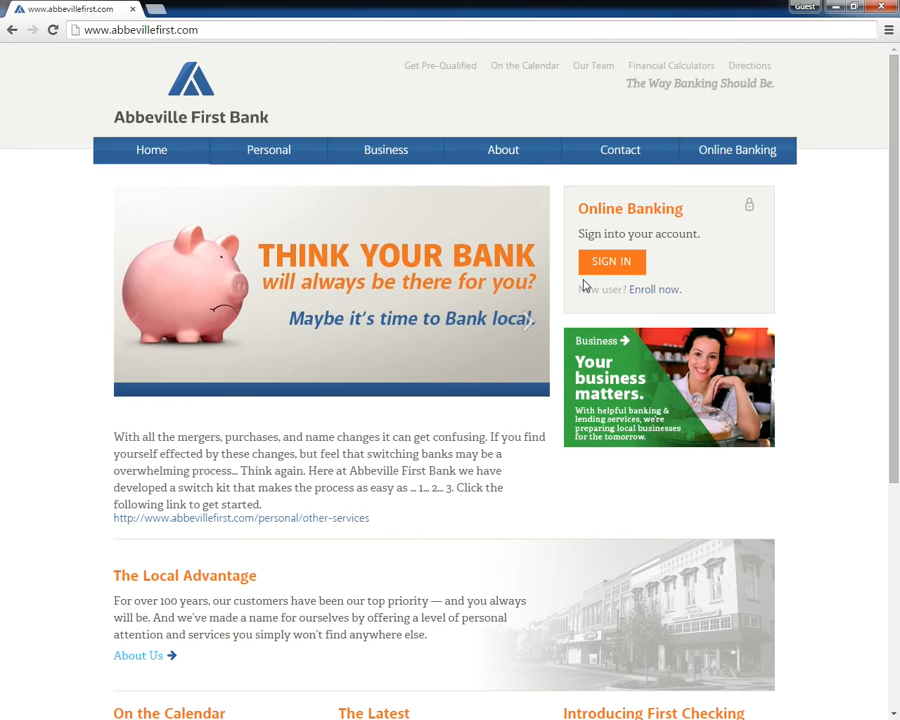 www.abbevillefirst.com
Guest
www.abbevillefirst.com
Get Pre-Qualified On the Calendar Our Team Financial Calculators Directions
The Way Banking Should Be.
Abbeville First Bank
Home Personal Business About Contact Online Banking
THINK YOUR BANK
will always be there for you?
Maybe it's time to Bank local.
Online Banking
Sign into your account.
SIGN IN
New user? Enroll now.
Business
Your
business
matters.
With helpful banking &
lending services, we're
preparing local businesses
for the tomorrow.
With all the mergers, purchases, and name changes it can get confusing. If you find
yourself effected by these changes, but feel that switching banks may be a
overwhelming process... Think again. Here at Abbeville First Bank we have
developed a switch kit that makes the process as easy as ... 1... 2... 3. Click the
following link to get started.
http://www.abbevillefirst.com/personal/other-services
The Local Advantage
For over 100 years, our customers have been our top priority — and you always
will be. And we've made a name for ourselves by offering a level of personal
attention and services you simply won't find anywhere else.
About Us
On the Calendar The Latest Introducing First Checking